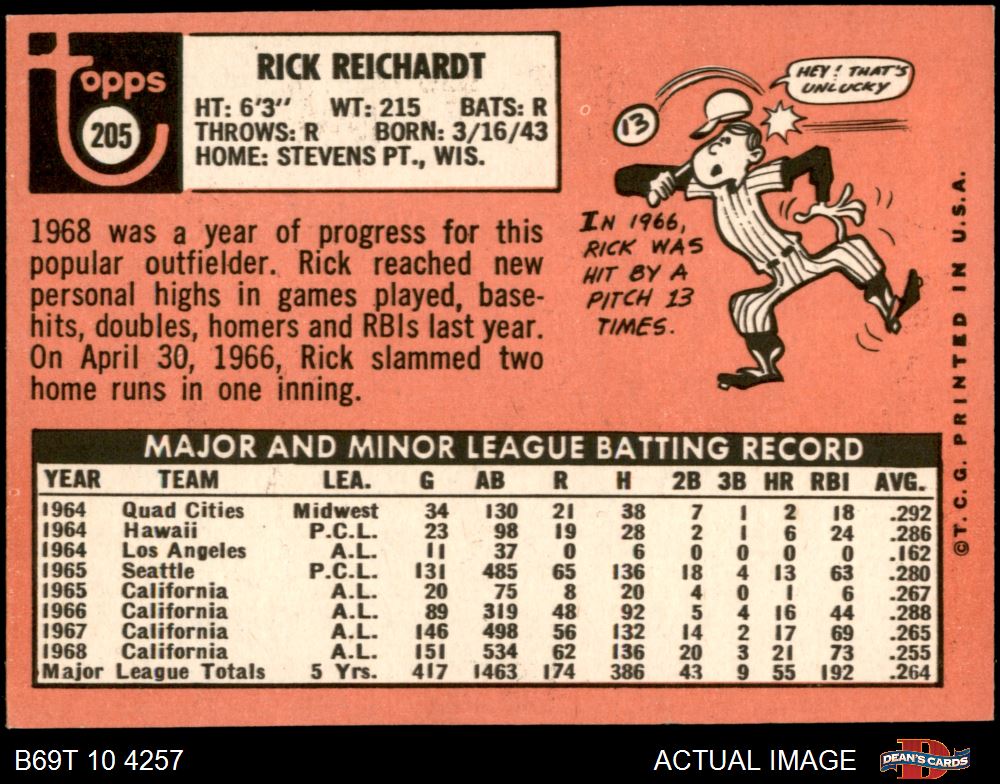 topps
205
RICK REICHARDT
HT: 6'3" WT: 215 BATS: R
THROWS: R BORN: 3/16/43
HOME: STEVENS PT., WIS.
HEY! THAT'S
UNLUCKY
13
IN 1966,
RICK WAS
HIT BY A
PITCH 13
TIMES.
1968 was a year of progress for this
popular outfielder. Rick reached new
personal highs in games played, base-
hits, doubles, homers and RBIs last year.
On April 30, 1966, Rick slammed two
home runs in one inning.
MAJOR AND MINOR LEAGUE BATTING RECORD
YEAR TEAM LEA. G AB R H 2B 3B HR RBI AVG.
1964 Quad Cities Midwest 34 130 21 38 7 1 2 18 .292
1964 Hawaii P.C.L. 23 98 19 28 2 1 6 24 .286
1964 Los Angeles A.L. 11 37 0 6 0 0 0 0 .162
1965 Seattle P.C.L. 131 485 65 136 18 4 13 63 .280
1965 California A.L. 20 75 8 20 4 0 1 6 .267
1966 California A.L. 89 319 48 92 5 4 16 44 .288
1967 California A.L. 146 498 56 132 14 2 17 69 .265
1968 California A.L. 151 534 62 136 20 3 21 73 .255
Major League Totals 5 Yrs. 417 1463 174 386 43 9 55 192 .264
©T.C.G. PRINTED IN U.S.A.
B69T 10 4257
ACTUAL IMAGE
DEAN'S CARDS